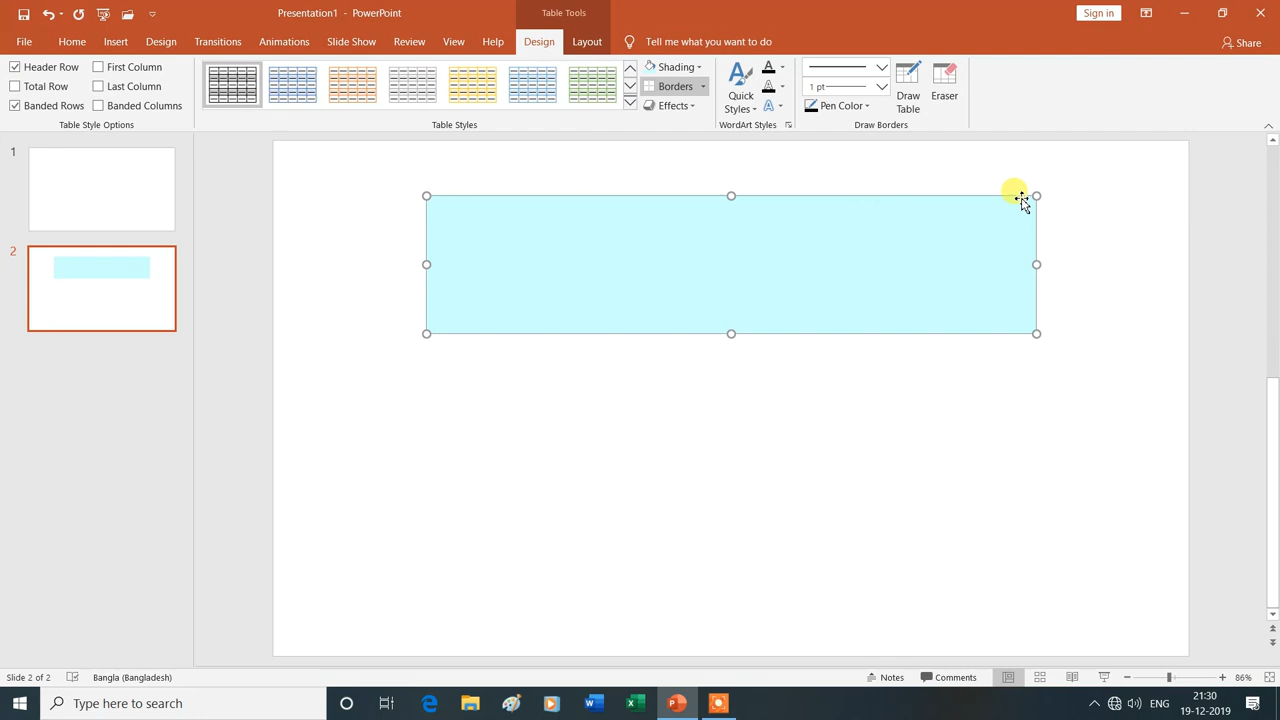 Presentation1 - PowerPoint
Table Tools
Sign in
File
Home
Insert
Design
Transitions
Animations
Slide Show
Review
View
Help
Design
Layout
Tell me what you want to do
Share
Header Row
First Column
Total Row
Last Column
Banded Rows
Banded Columns
Table Style Options
Table Styles
Shading
Borders
Effects
Quick
Styles
A
A
A
WordArt Styles
1 pt
Pen Color
Draw
Table
Eraser
Draw Borders
1
2
Slide 2 of 2
Bangla (Bangladesh)
Notes
Comments
86%
Type here to search
ENG
21:30
19-12-2019